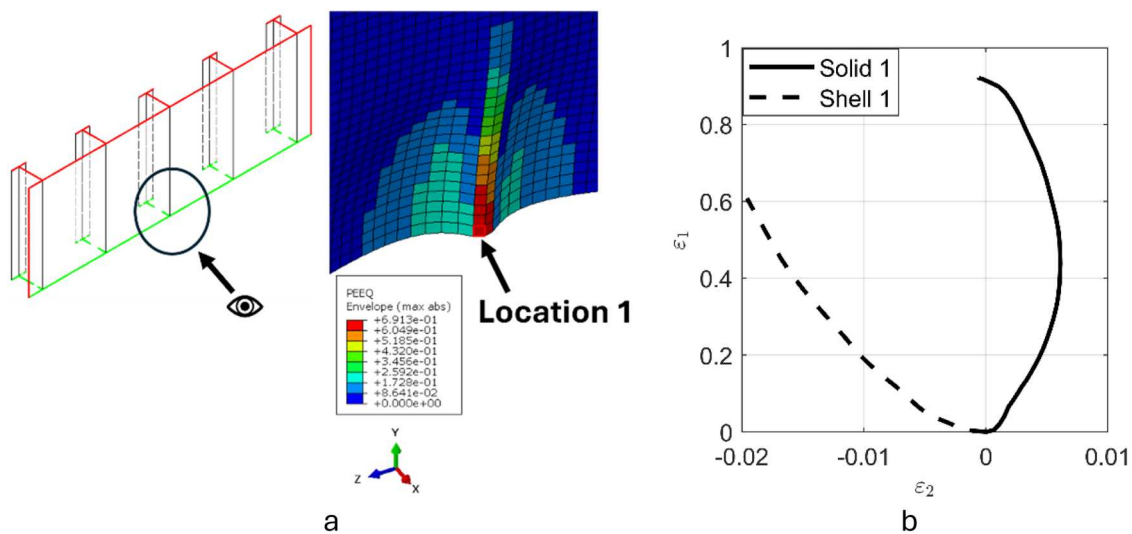 PEEQ
Envelope (max abs)
+6.913e-01
+6.049e-01
+5.185e-01
+4.320e-01
+3.456e-01
+2.592e-01
+1.728e-01
+8.641e-02
+0.000e+00
Location 1
Y
Z
X
a
Solid 1
Shell 1
1
0.8
0.6
0.4
0.2
0
ε1
-0.02
-0.01
0
0.01
ε2
b